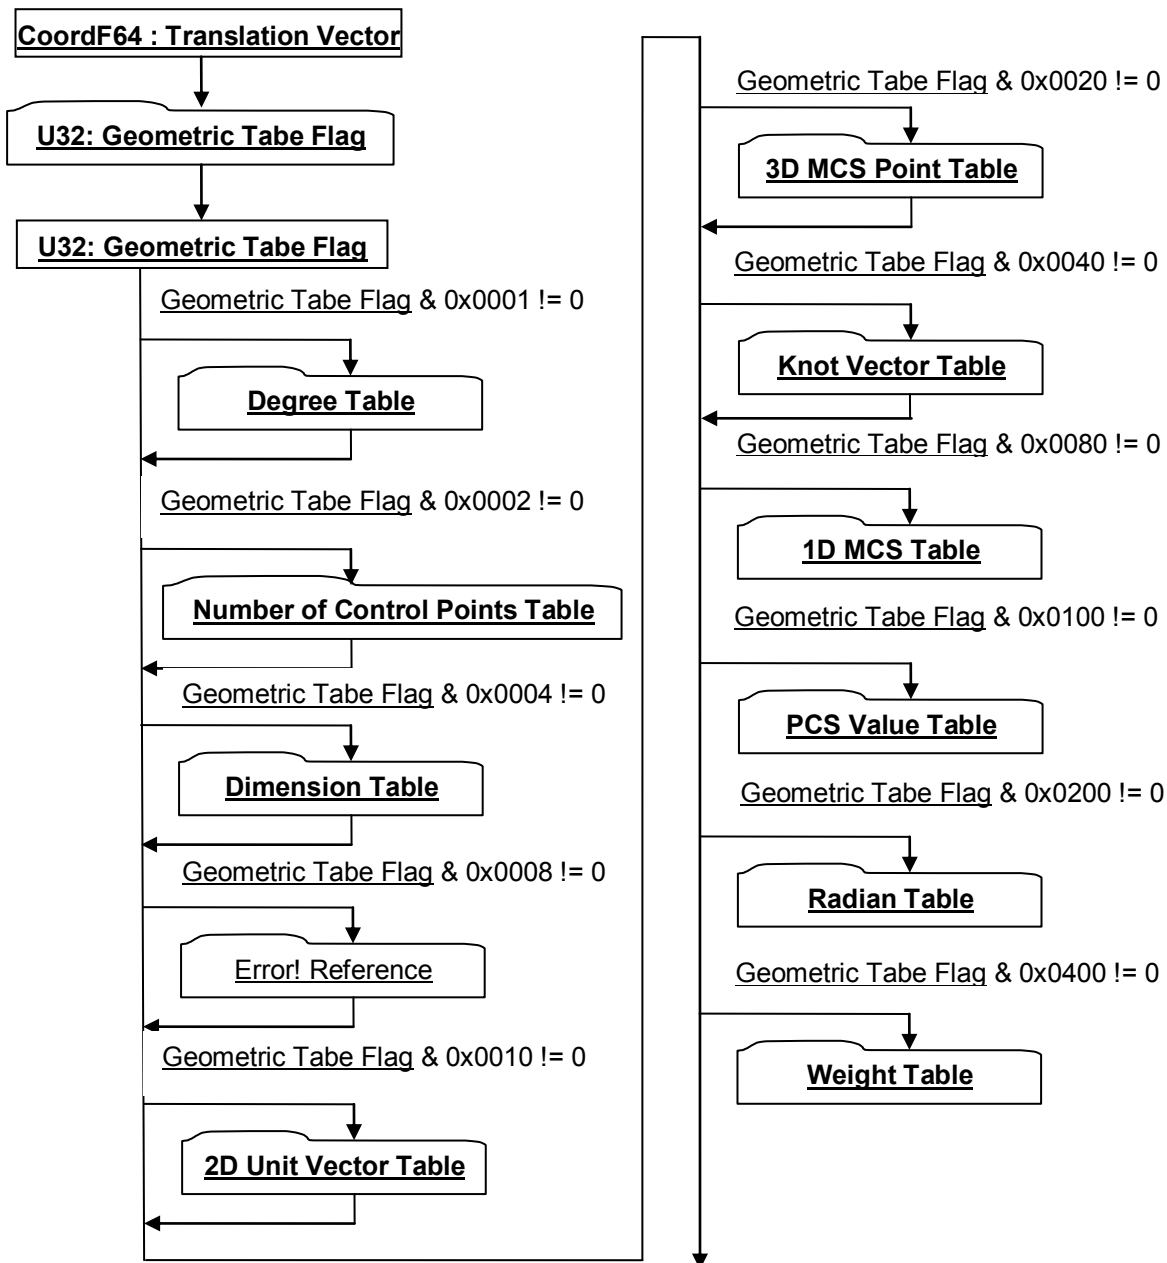 CoordF64 : Translation Vector
U32: Geometric Tabe Flag
U32: Geometric Tabe Flag
Geometric Tabe Flag & 0x0001 != 0
Degree Table
Geometric Tabe Flag & 0x0002 != 0
Number of Control Points Table
Geometric Tabe Flag & 0x0004 != 0
Dimension Table
Geometric Tabe Flag & 0x0008 != 0
Error! Reference
Geometric Tabe Flag & 0x0010 != 0
2D Unit Vector Table
Geometric Tabe Flag & 0x0020 != 0
3D MCS Point Table
Geometric Tabe Flag & 0x0040 != 0
Knot Vector Table
Geometric Tabe Flag & 0x0080 != 0
1D MCS Table
Geometric Tabe Flag & 0x0100 != 0
PCS Value Table
Geometric Tabe Flag & 0x0200 != 0
Radian Table
Geometric Tabe Flag & 0x0400 != 0
Weight Table